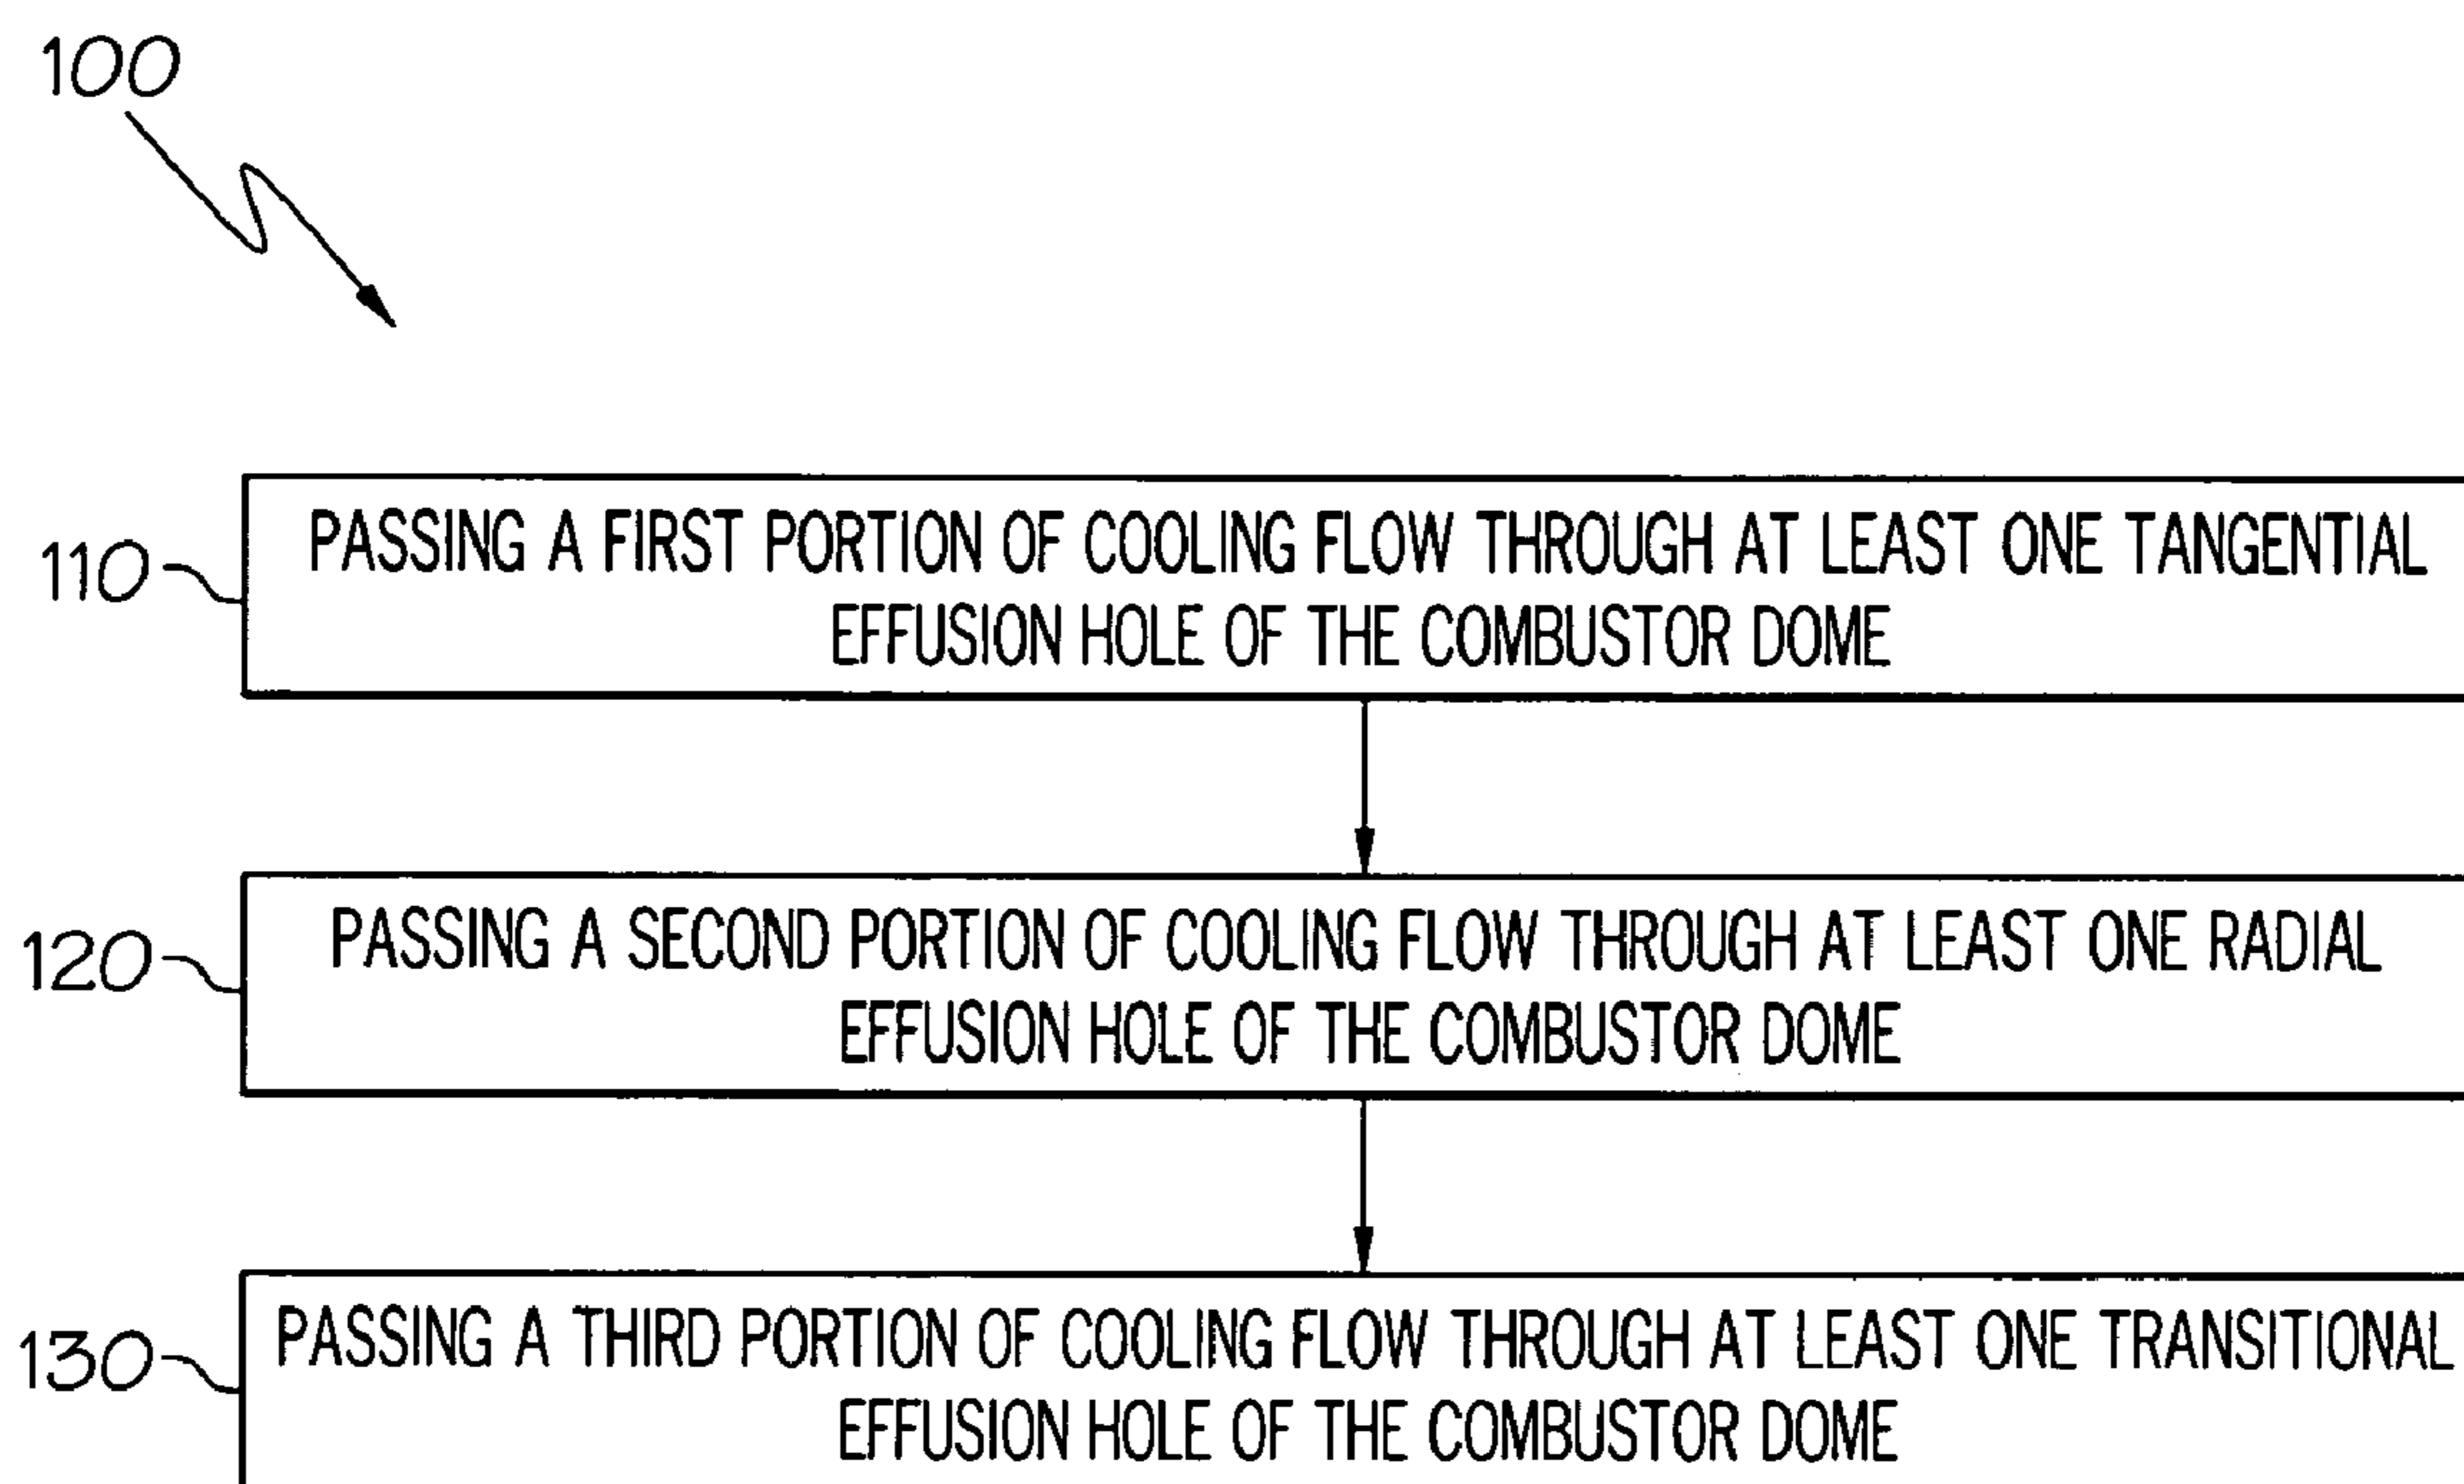 100
110
PASSING A FIRST PORTION OF COOLING FLOW THROUGH AT LEAST ONE TANGENTIAL
EFFUSION HOLE OF THE COMBUSTOR DOME
120
PASSING A SECOND PORTION OF COOLING FLOW THROUGH AT LEAST ONE RADIAL
EFFUSION HOLE OF THE COMBUSTOR DOME
130
PASSING A THIRD PORTION OF COOLING FLOW THROUGH AT LEAST ONE TRANSITIONAL
EFFUSION HOLE OF THE COMBUSTOR DOME